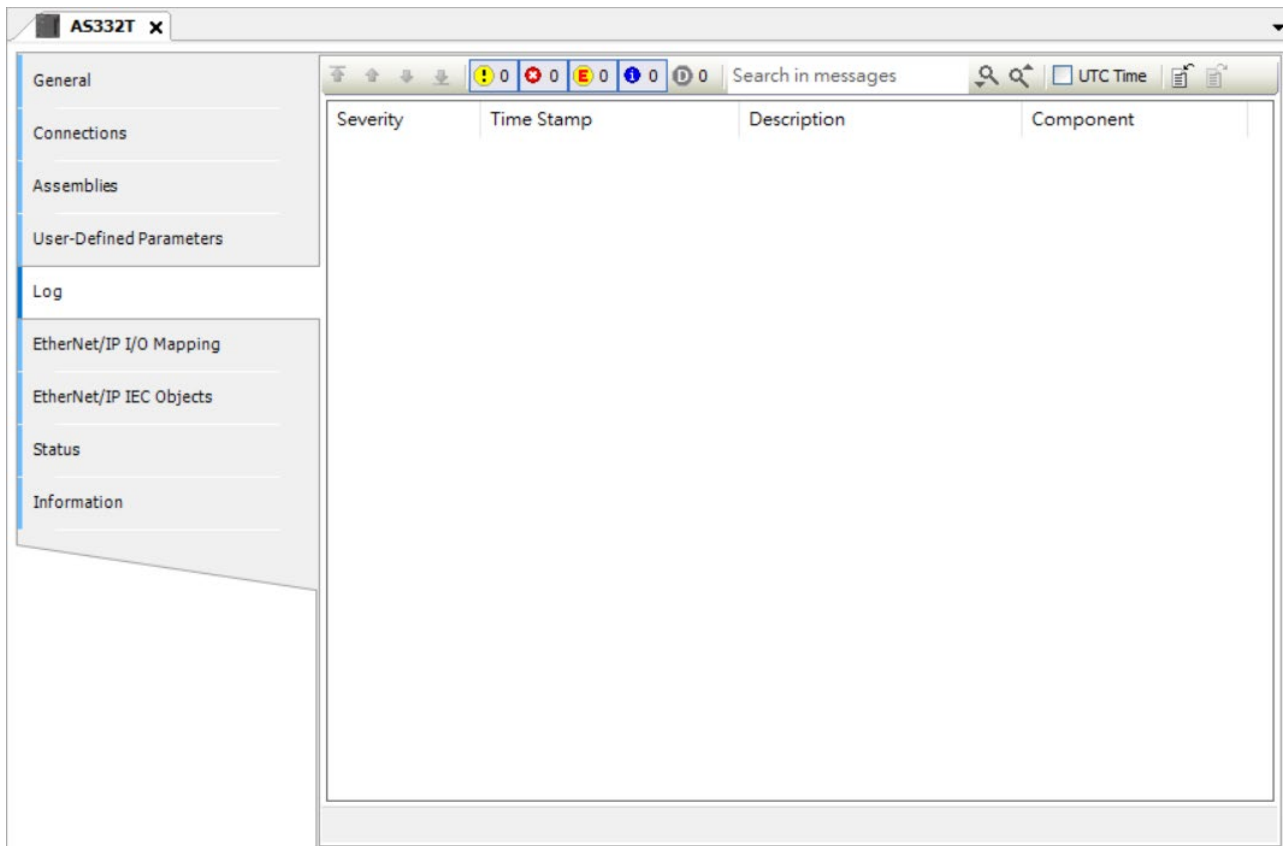 AS332T
General
Connections
Assemblies
User-Defined Parameters
Log
EtherNet/IP I/O Mapping
EtherNet/IP IEC Objects
Status
Information
! 0 0 E 0 i 0 D 0 Search in messages UTC Time
Severity Time Stamp Description Component